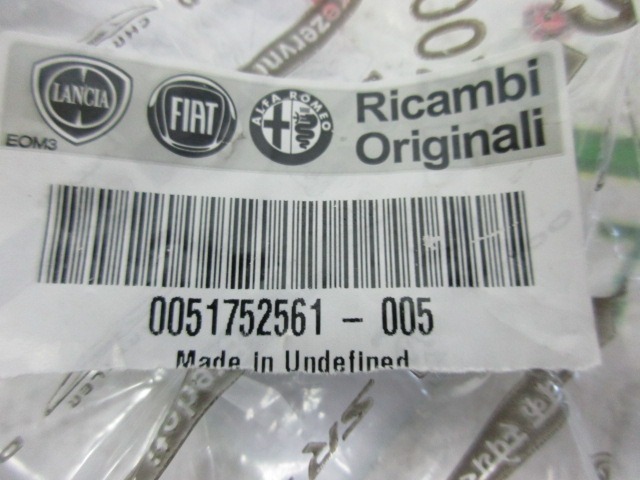 LANCIA
FIAT
ALFA ROMEO
Ricambi
Originali
EOM3
0051752561 - 005
Made in Undefined